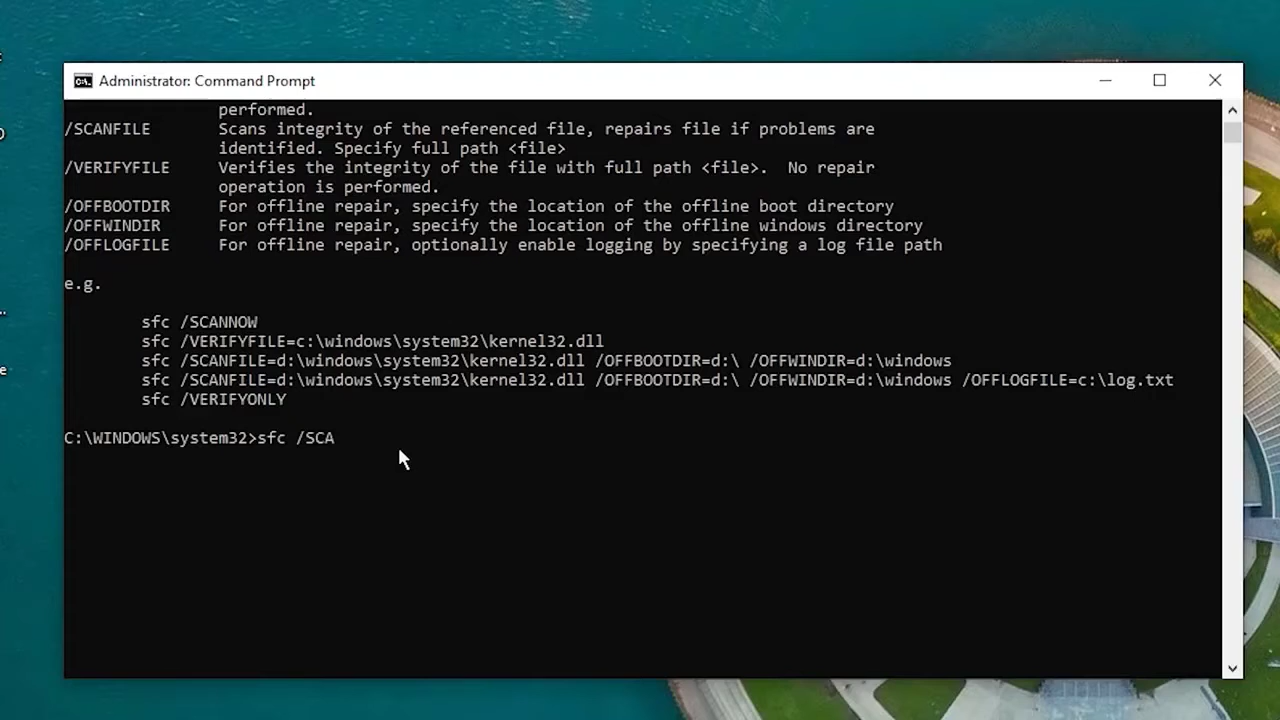 Administrator: Command Prompt
performed.
/SCANFILE Scans integrity of the referenced file, repairs file if problems are
identified. Specify full path <file>
/VERIFYFILE Verifies the integrity of the file with full path <file>. No repair
operation is performed.
/OFFBOOTDIR For offline repair, specify the location of the offline boot directory
/OFFWINDIR For offline repair, specify the location of the offline windows directory
/OFFLOGFILE For offline repair, optionally enable logging by specifying a log file path
e.g.
sfc /SCANNOW
sfc /VERIFYFILE=c:\windows\system32\kernel32.dll
sfc /SCANFILE=d:\windows\system32\kernel32.dll /OFFBOOTDIR=d:\ /OFFWINDIR=d:\windows
sfc /SCANFILE=d:\windows\system32\kernel32.dll /OFFBOOTDIR=d:\ /OFFWINDIR=d:\windows /OFFLOGFILE=c:\log.txt
sfc /VERIFYONLY
C:\WINDOWS\system32>sfc /SCA